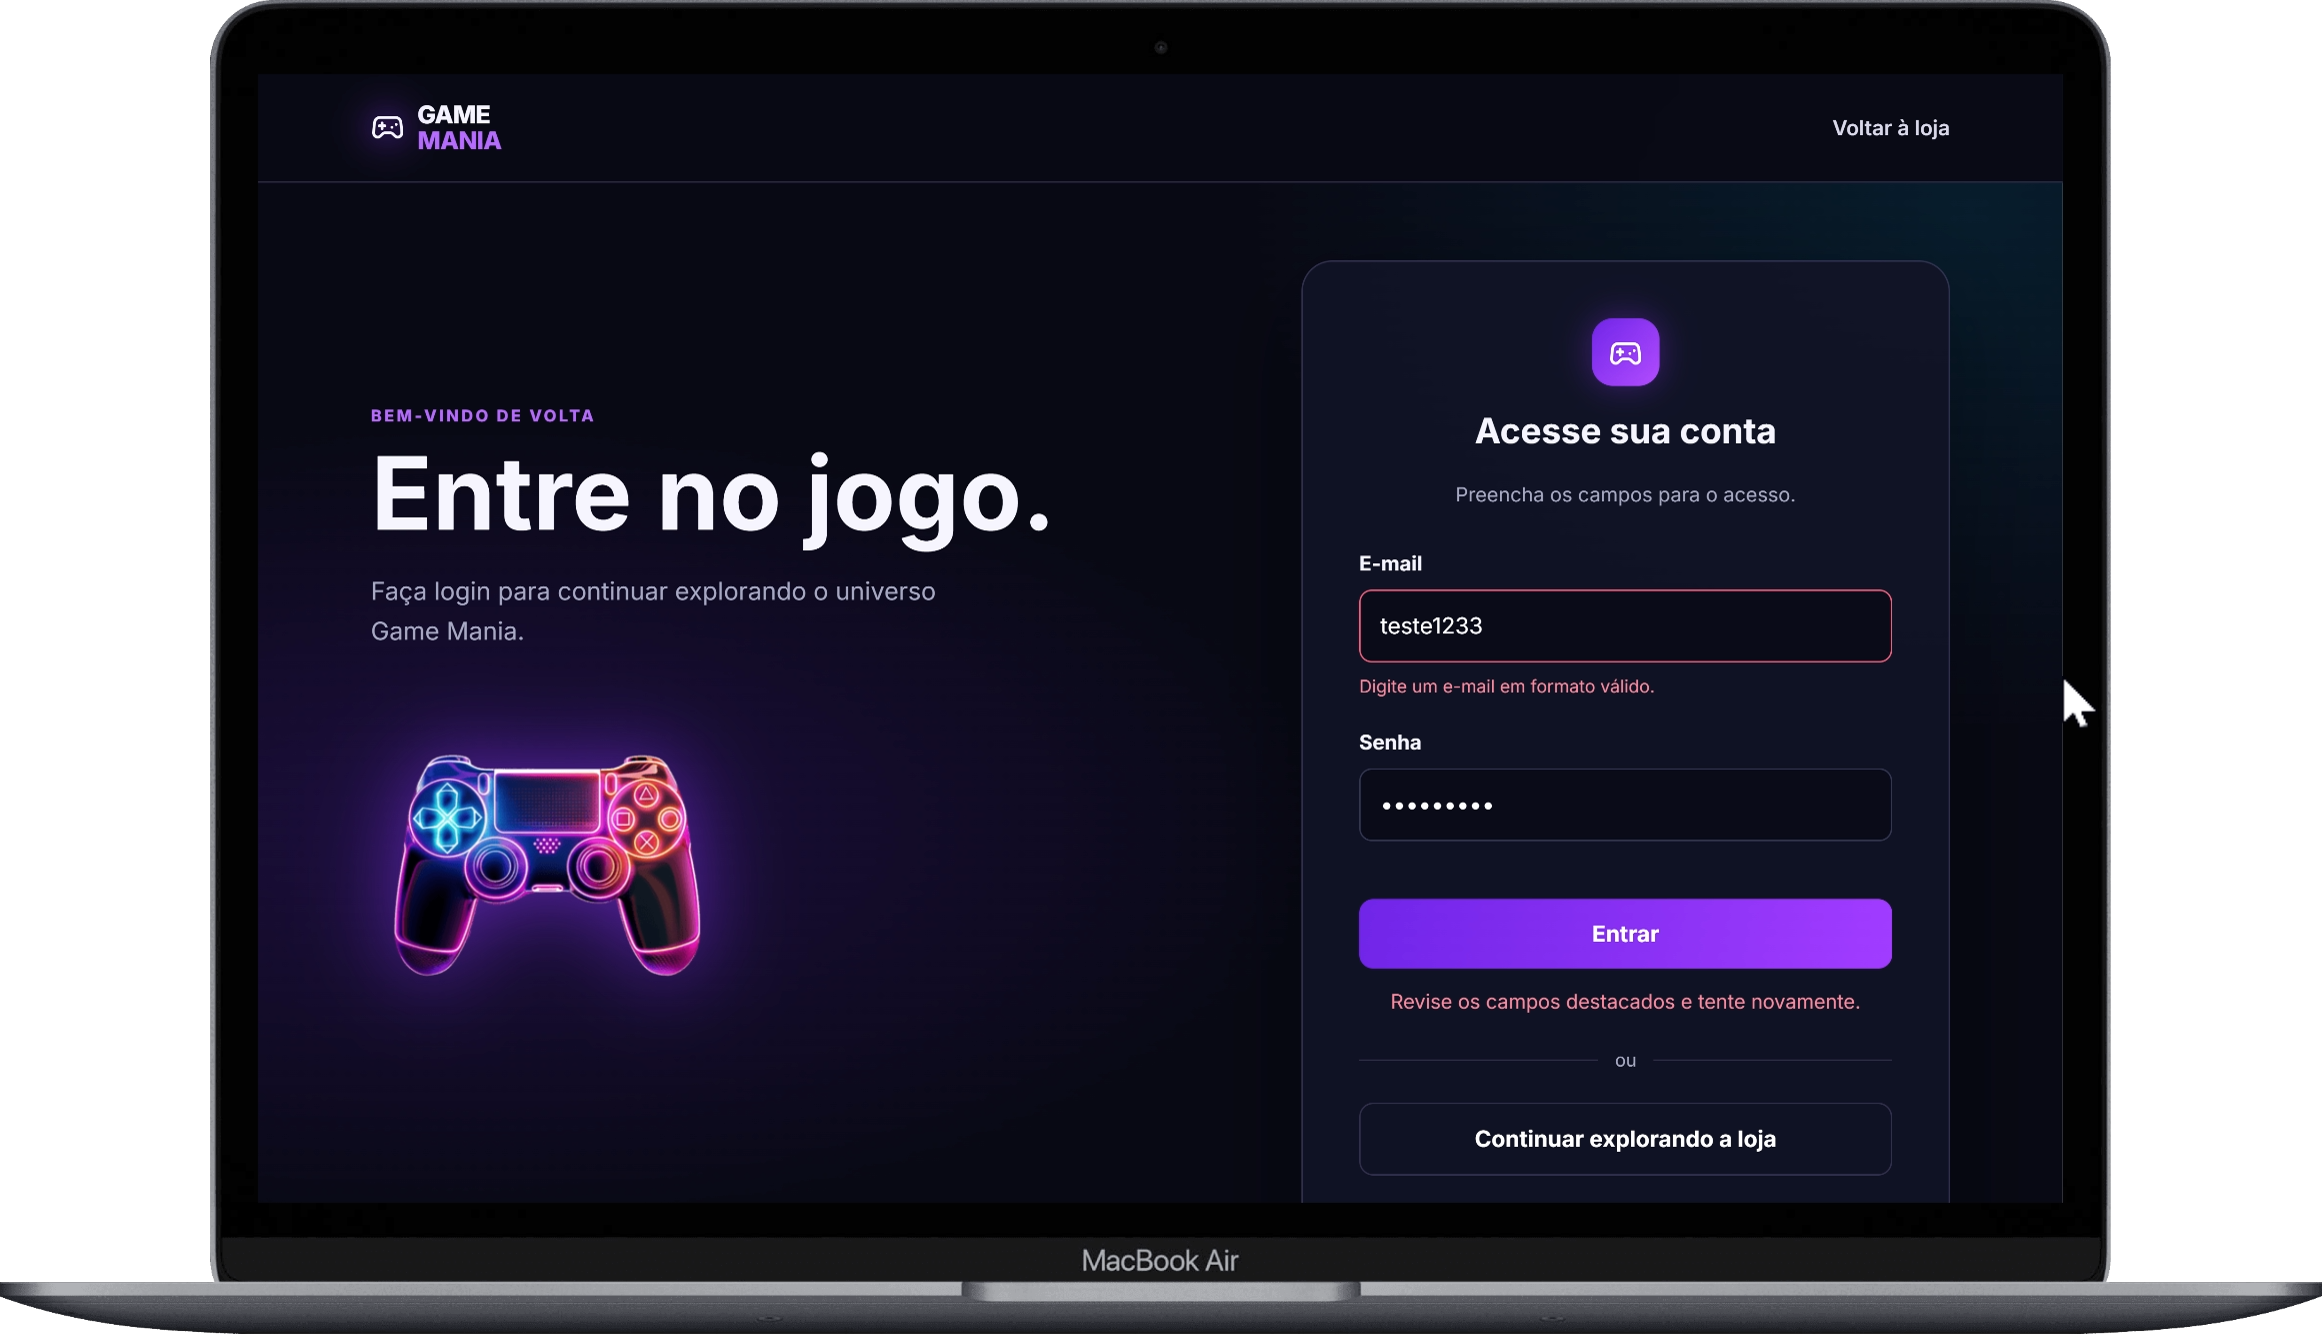 GAME
MANIA
Voltar à loja
BEM-VINDO DE VOLTA
Entre no jogo.
Faça login para continuar explorando o universo
Game Mania.
Acesse sua conta
Preencha os campos para o acesso.
E-mail
teste1233
Digite um e-mail em formato válido.
Senha
•••••••••
Entrar
Revise os campos destacados e tente novamente.
ou
Continuar explorando a loja
MacBook Air